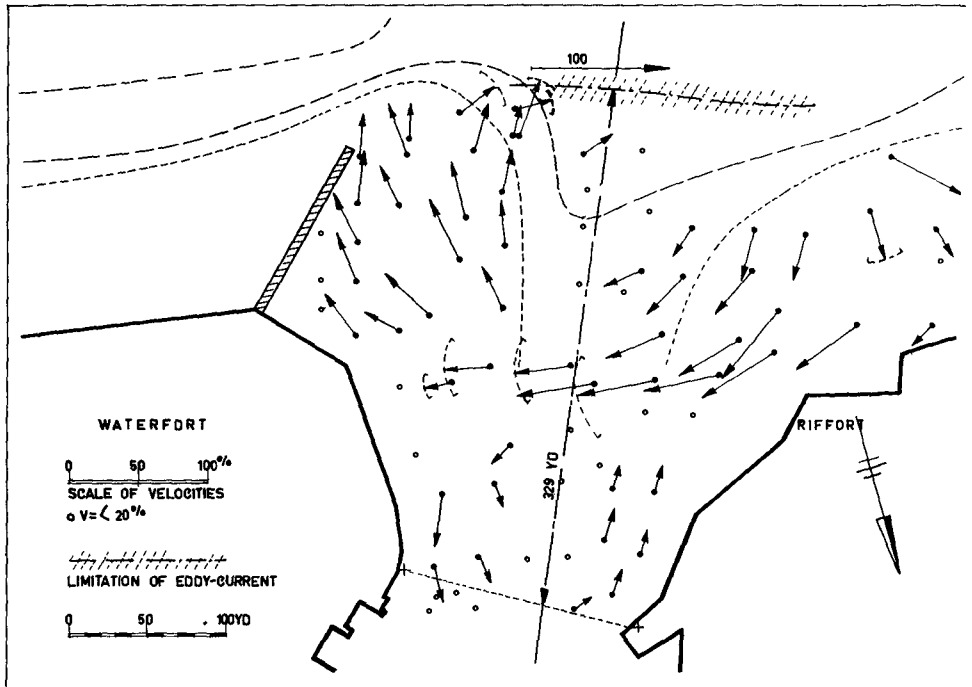 100
WATERFORT
RIFFORT
0 50 100%
SCALE OF VELOCITIES
o V=< 20%
329 YD
LIMITATION OF EDDY-CURRENT
0 50 100YD